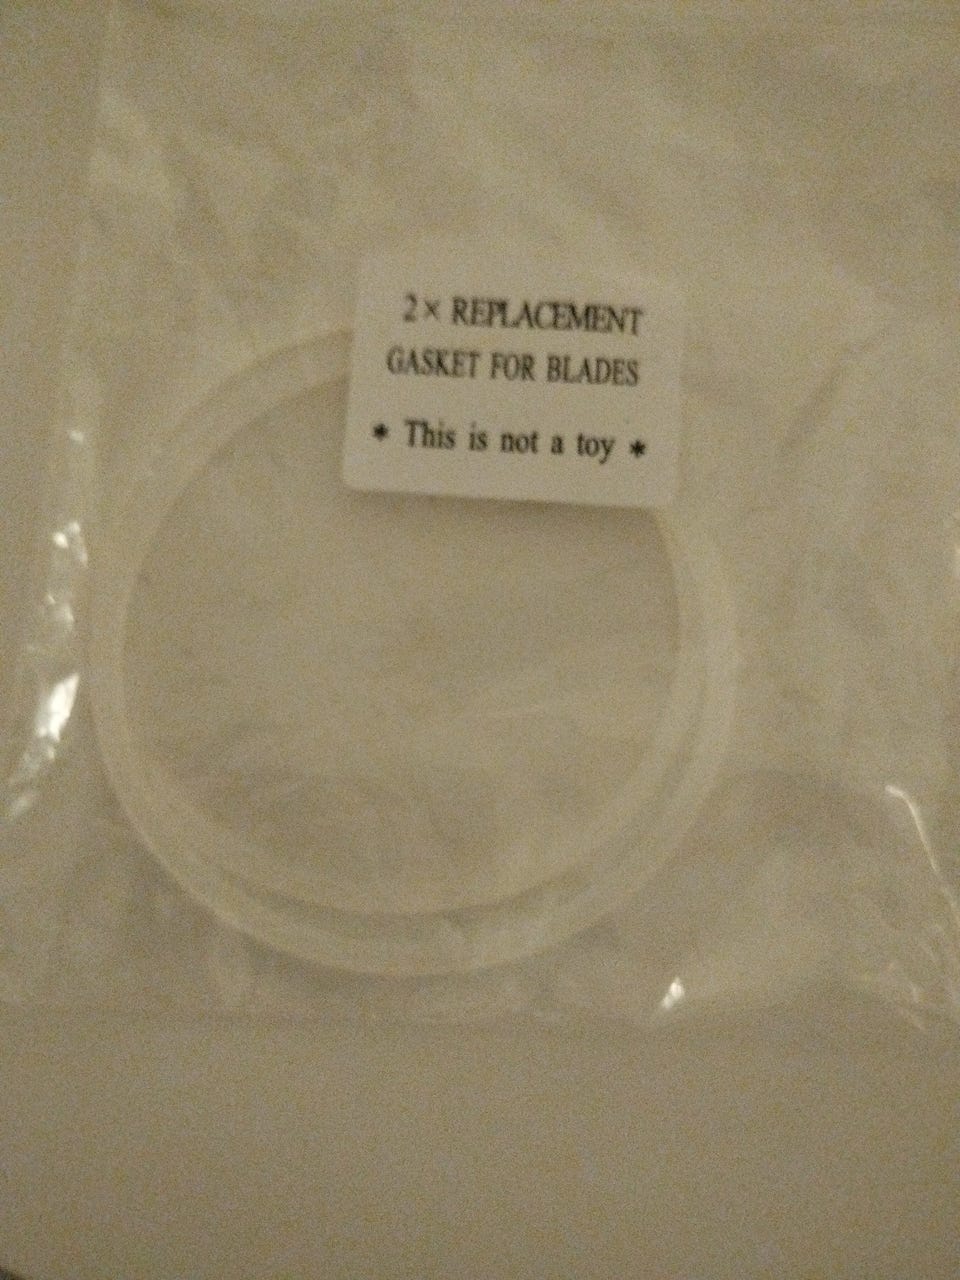 2× REPLACEMENT
GASKET FOR BLADES
* This is not a toy *